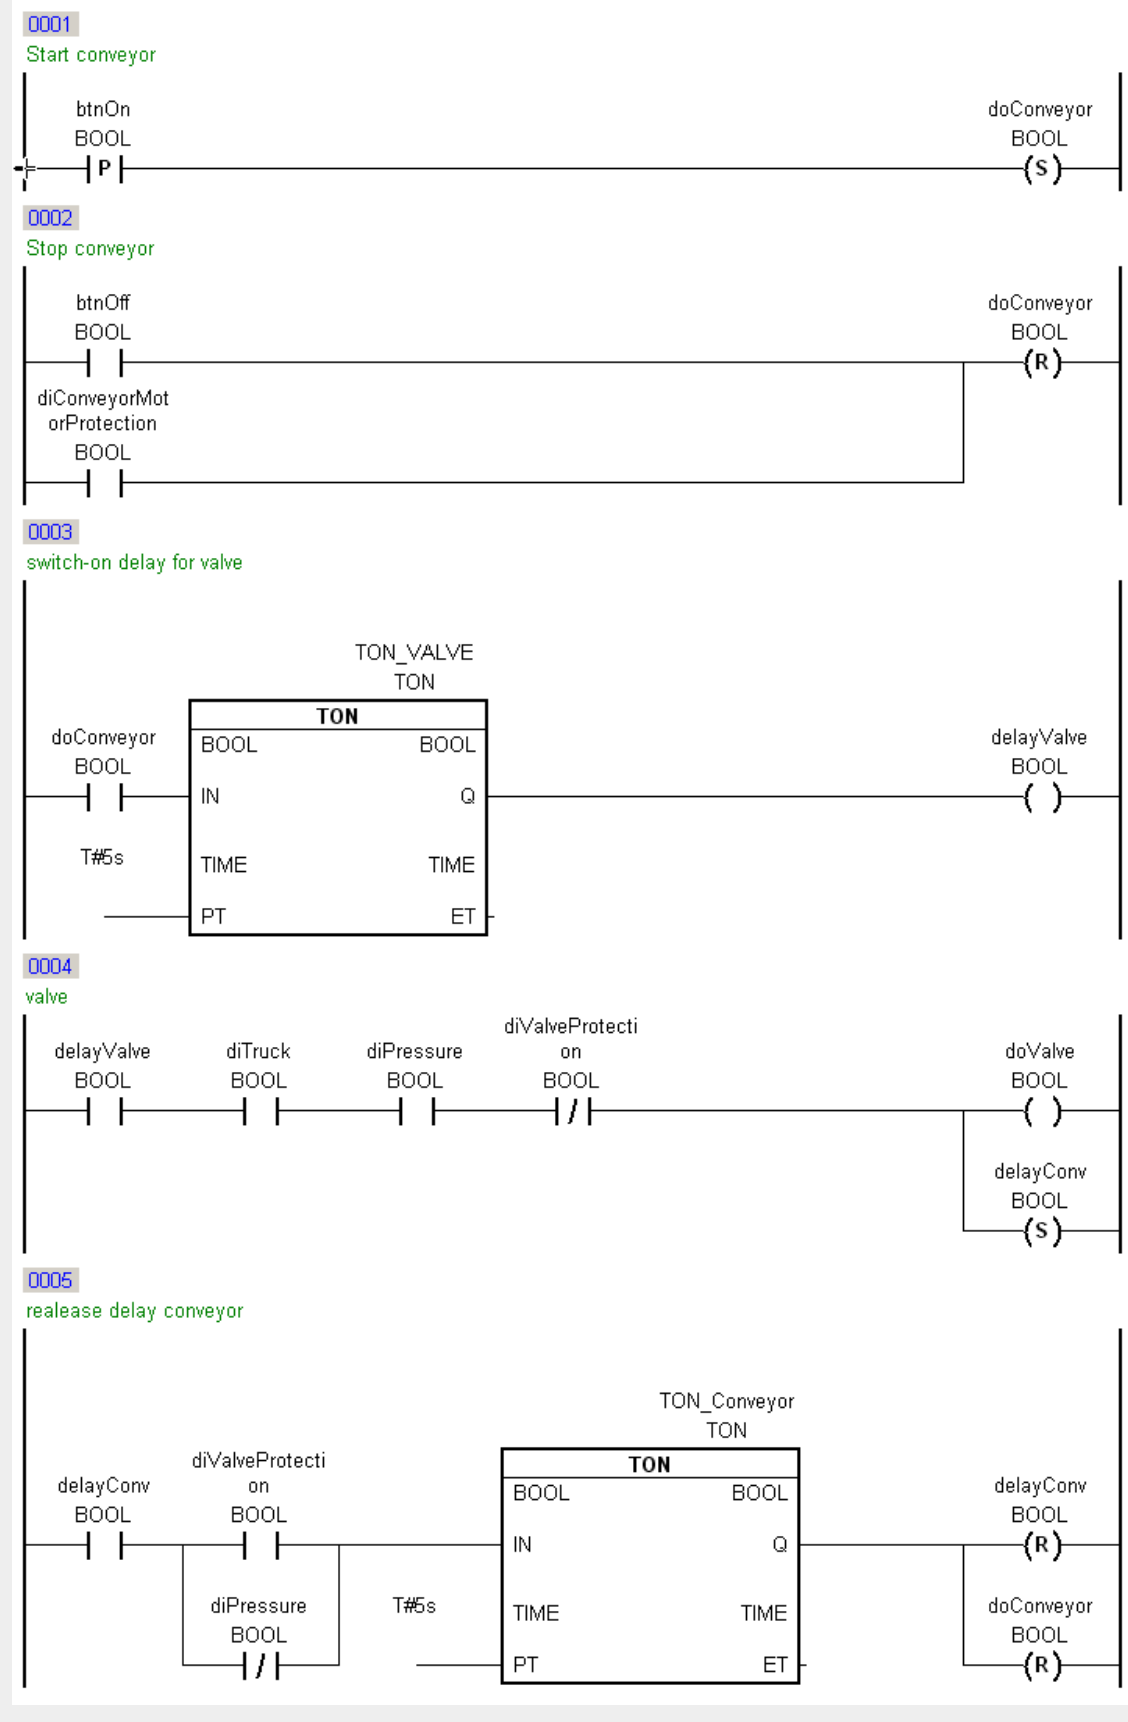 0001
Start conveyor
btnOn doConveyor
BOOL BOOL
P S
0002
Stop conveyor
btnOff doConveyor
BOOL BOOL
R
diConveyorMot
orProtection
BOOL
0003
switch-on delay for valve
TON_VALVE
TON
TON
doConveyor BOOL BOOL delayValve
BOOL BOOL
IN Q
T#5s TIME TIME
PT ET
0004
valve
diValveProtecti
delayValve diTruck diPressure on doValve
BOOL BOOL BOOL BOOL BOOL
/
delayConv
BOOL
S
0005
realease delay conveyor
TON_Conveyor
TON
diValveProtecti TON
delayConv on BOOL BOOL delayConv
BOOL BOOL BOOL
IN Q R
diPressure T#5s TIME TIME doConveyor
BOOL BOOL
/ PT ET R